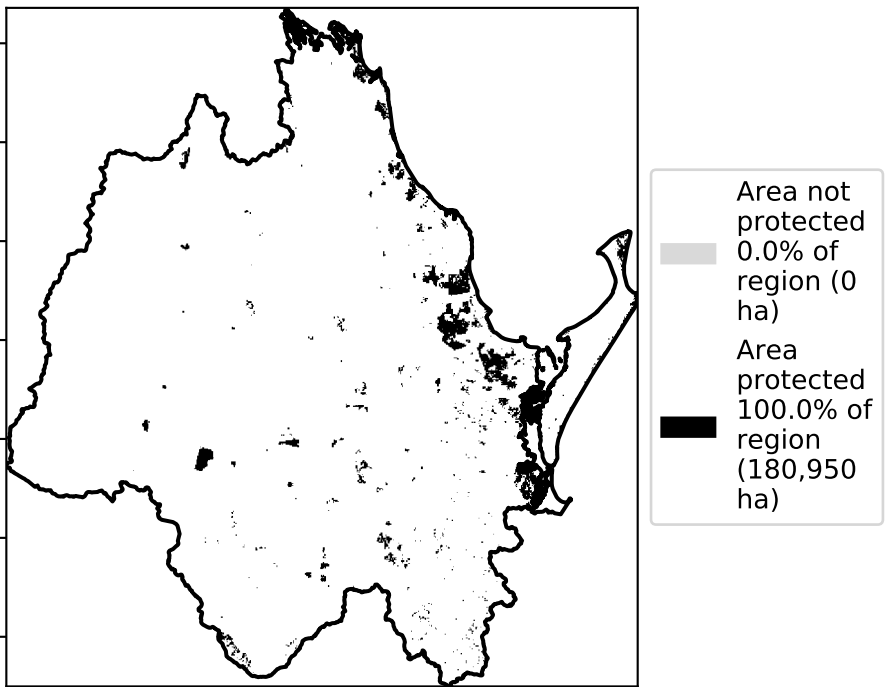 Area not
protected
0.0% of
region (0
ha)
Area
protected
100.0% of
region
(180,950
ha)